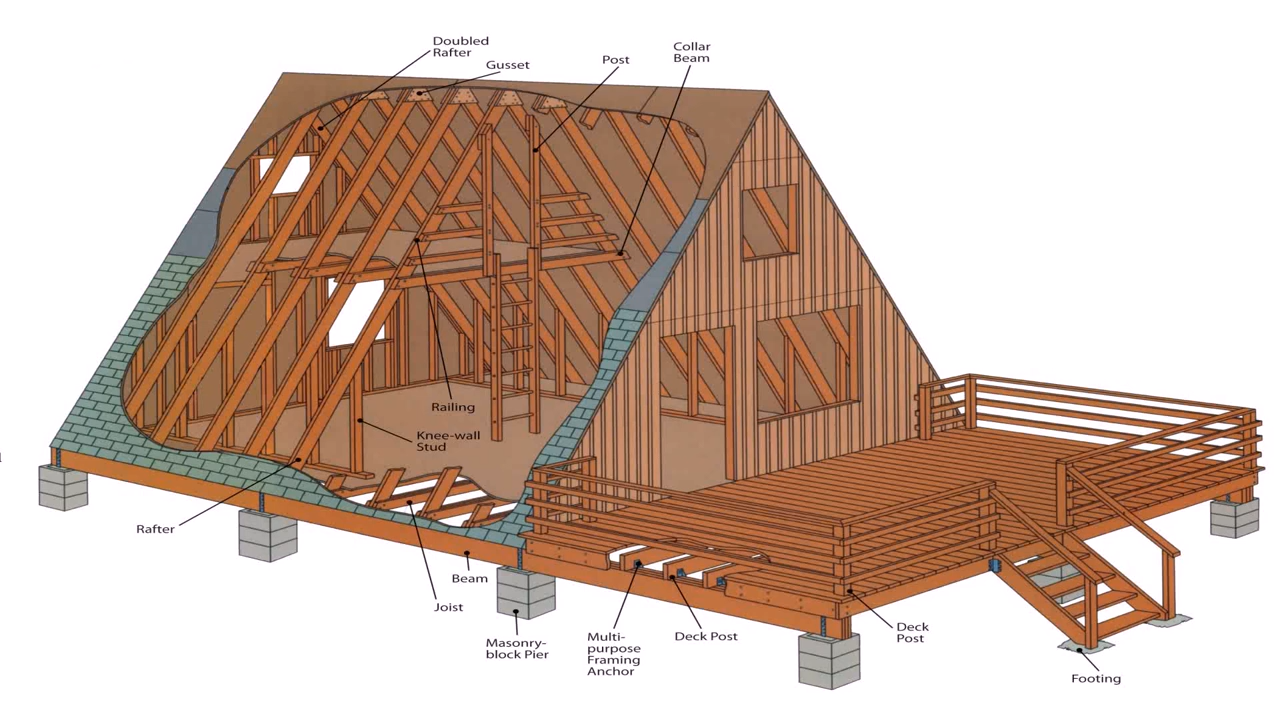 Doubled
Rafter
Gusset
Post
Collar
Beam
Railing
Knee-wall
Stud
Rafter
Beam
Joist
Masonry-
block Pier
Multi-
purpose
Framing
Anchor
Deck Post
Deck
Post
Footing